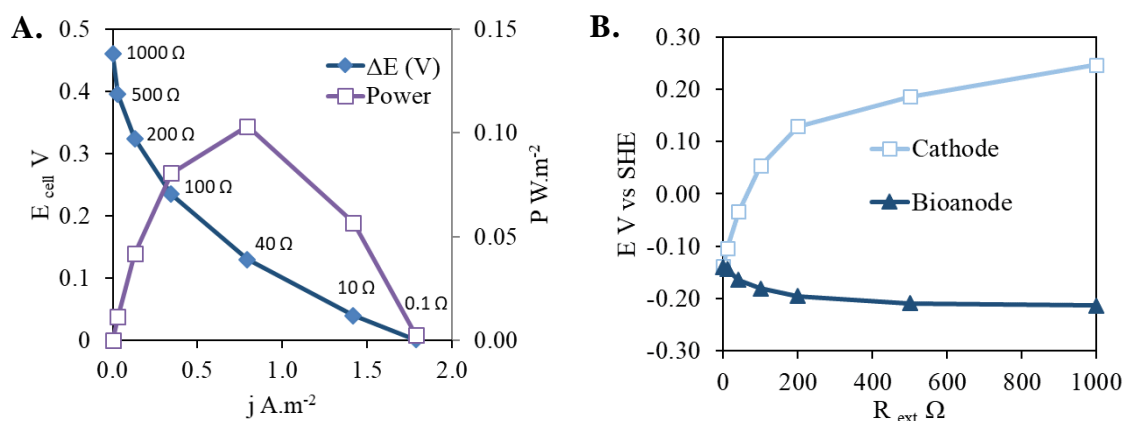 A.
0.5
0.4
0.3
0.2
0.1
0
E cell V
0.15
0.10
0.05
0.00
P W.m-2
0.0
0.5
1.0
1.5
2.0
j A.m-2
1000 Ω
500 Ω
200 Ω
100 Ω
40 Ω
10 Ω
0.1 Ω
ΔE (V)
Power
B.
0.30
0.20
0.10
0.00
-0.10
-0.20
-0.30
E V vs SHE
0
200
400
600
800
1000
R ext Ω
Cathode
Bioanode